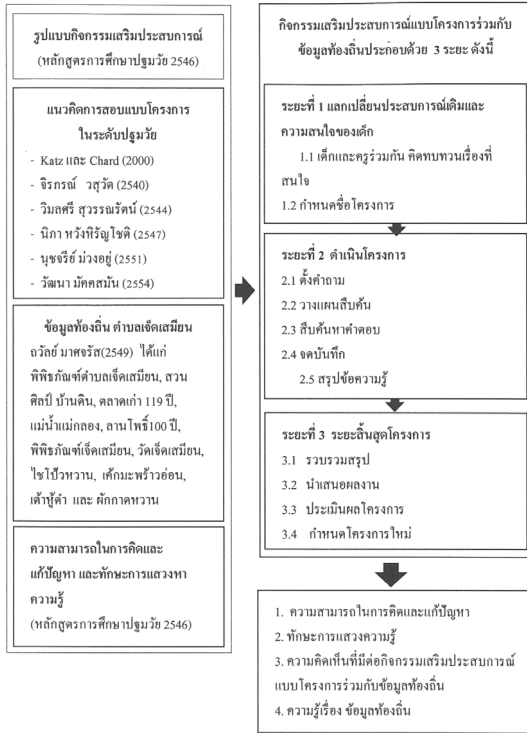 รูปแบบกิจกรรมเสริมประสบการณ์
(หลักสูตรการศึกษาปฐมวัย 2546)
แนวคิดการสอนแบบโครงการ
ในระดับปฐมวัย
- Katz และ Chard (2000)
- จิรภรณ์ วสุวัต (2540)
- วิมลศรี สุวรรณรัตน์ (2544)
- นิภา หวังหิรัญโชติ (2547)
- นุชจรีย์ ม่วงอยู่ (2551)
- วัฒนา มัคคสมัน (2554)
ข้อมูลท้องถิ่น ตำบลเจ็ดเสมียน
ถวัลย์ มาศจรัส(2549) ได้แก่
พิพิธภัณฑ์ตำบลเจ็ดเสมียน, สวน
ศิลป์ บ้านดิน, ตลาดเก่า 119 ปี,
แม่น้ำแม่กลอง, ลานโพธิ์100 ปี,
พิพิธภัณฑ์เจ็ดเสมียน, วัดเจ็ดเสมียน,
ไชโป้วหวาน, เค้กมะพร้าวอ่อน,
เต้าหู้ดำ และ ผักกาดหวาน
ความสามารถในการคิดและ
แก้ปัญหา และทักษะการแสวงหา
ความรู้
(หลักสูตรการศึกษาปฐมวัย 2546)
กิจกรรมเสริมประสบการณ์แบบโครงการร่วมกับ
ข้อมูลท้องถิ่นประกอบด้วย 3 ระยะ ดังนี้
ระยะที่ 1 แลกเปลี่ยนประสบการณ์เดิมและ
ความสนใจของเด็ก
1.1 เด็กและครูร่วมกัน คิดทบทวนเรื่องที่
สนใจ
1.2 กำหนดชื่อโครงการ
ระยะที่ 2 ดำเนินโครงการ
2.1 ตั้งคำถาม
2.2 วางแผนสืบค้น
2.3 สืบค้นหาคำตอบ
2.4 จดบันทึก
2.5 สรุปข้อความรู้
ระยะที่ 3 ระยะสิ้นสุดโครงการ
3.1 รวบรวมสรุป
3.2 นำเสนอผลงาน
3.3 ประเมินผลโครงการ
3.4 กำหนดโครงการใหม่
1. ความสามารถในการคิดและแก้ปัญหา
2. ทักษะการแสวงความรู้
3. ความคิดเห็นที่มีต่อกิจกรรมเสริมประสบการณ์
แบบโครงการร่วมกับข้อมูลท้องถิ่น
4. ความรู้เรื่อง ข้อมูลท้องถิ่น